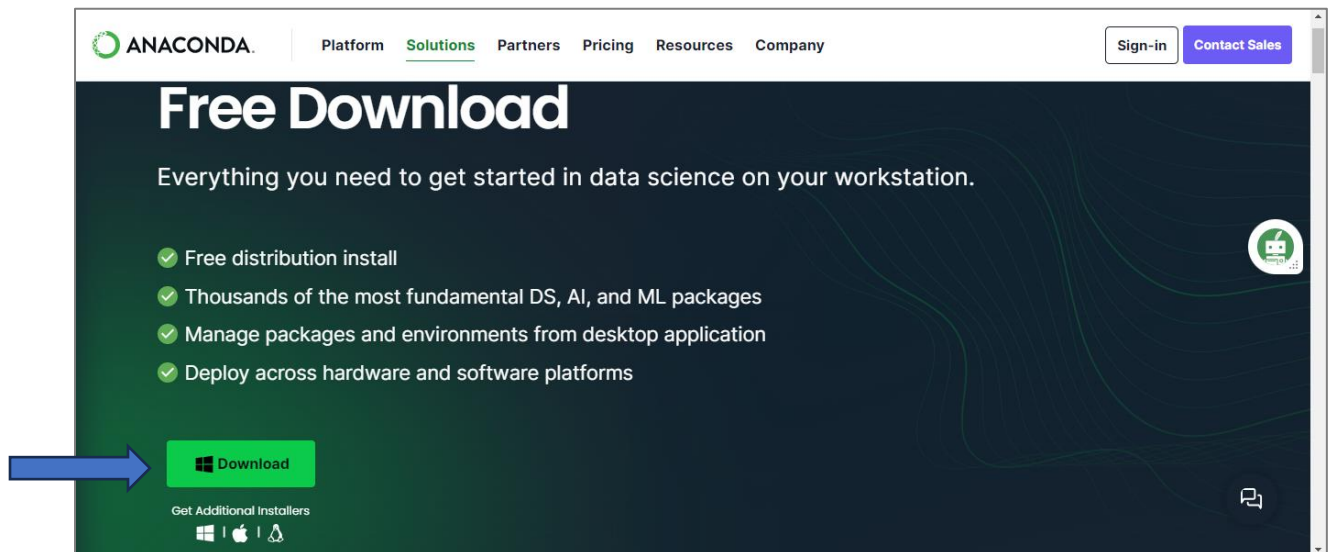 ANACONDA.
Platform Solutions Partners Pricing Resources Company
Sign-in
Contact Sales
Free Download
Everything you need to get started in data science on your workstation.
Free distribution install
Thousands of the most fundamental DS, AI, and ML packages
Manage packages and environments from desktop application
Deploy across hardware and software platforms
Download
Get Additional Installers